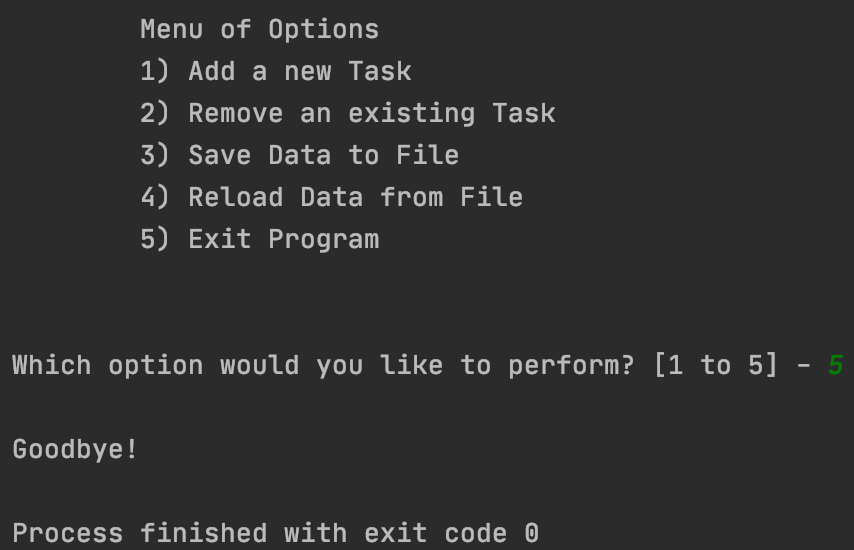 Menu of Options
1) Add a new Task
2) Remove an existing Task
3) Save Data to File
4) Reload Data from File
5) Exit Program
Which option would you like to perform? [1 to 5] - 5
Goodbye!
Process finished with exit code 0